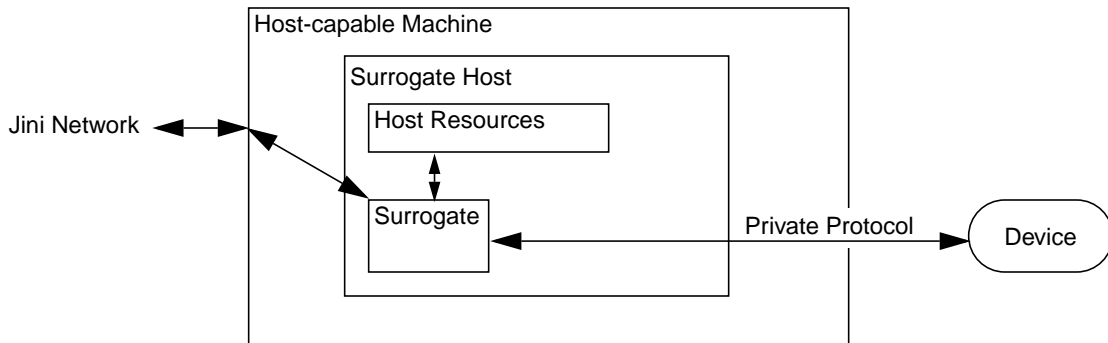 Host-capable Machine
Surrogate Host
Host Resources
Jini Network
Surrogate
Private Protocol
Device